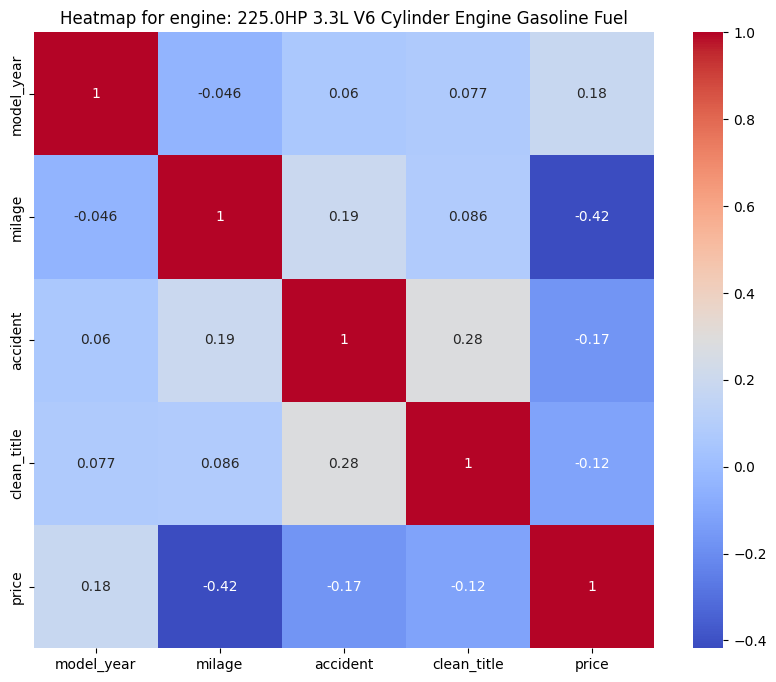 Heatmap for engine: 225.0HP 3.3L V6 Cylinder Engine Gasoline Fuel
model_year 1 -0.046 0.06 0.077 0.18
milage -0.046 1 0.19 0.086 -0.42
accident 0.06 0.19 1 0.28 -0.17
clean_title 0.077 0.086 0.28 1 -0.12
price 0.18 -0.42 -0.17 -0.12 1
model_year milage accident clean_title price
1.0
0.8
0.6
0.4
0.2
0.0
−0.2
−0.4